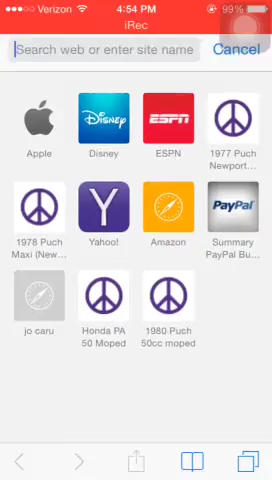 Verizon 4:54 PM 99%
iRec
Search web or enter site name Cancel
Disney
ESPN
Y
PayPal
Apple Disney ESPN 1977 Puch
Newport...
1978 Puch Yahoo! Amazon Summary
Maxi (New... PayPal Bu...
jo caru Honda PA 1980 Puch
50 Moped 50cc moped